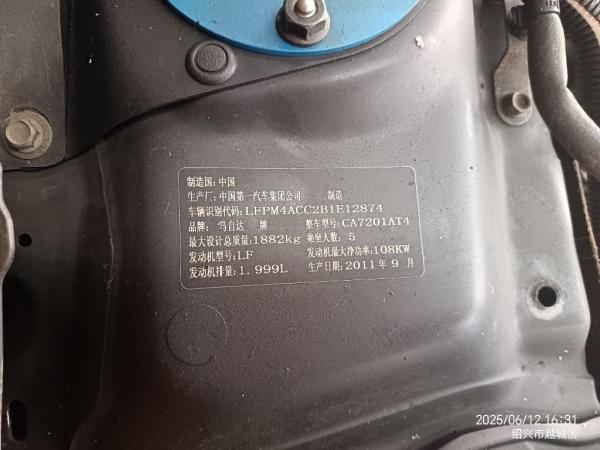 制造国: 中国
生产厂: 中国第一汽车集团公司 制造
车辆识别代码: LFPM4ACC2B1E12874
品牌: 马自达 牌 整车型号: CA7201AT4
最大设计总质量: 1882kg 乘坐人数: 5
发动机型号: LF 发动机最大净功率: 108KW
发动机排量: 1.999L 生产日期: 2011年 9 月
2025/06/12 16:31
绍兴市越城区